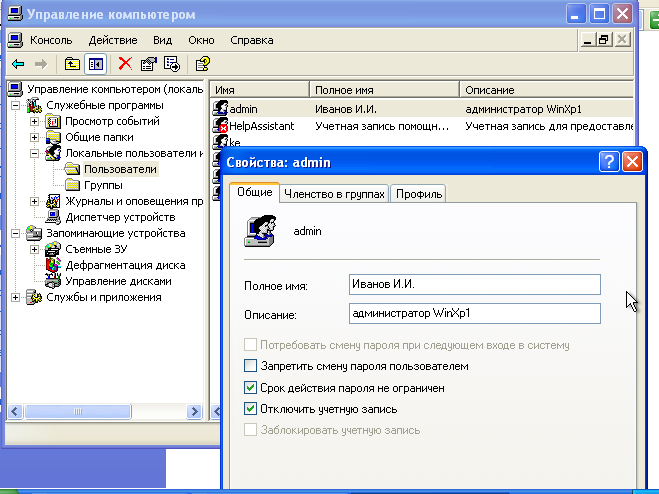 Управление компьютером
Консоль Действие Вид Окно Справка
Управление компьютером (локаль
Служебные программы
Просмотр событий
Общие папки
Локальные пользователи и
Пользователи
Группы
Журналы и оповещения пр
Диспетчер устройств
Запоминающие устройства
Съемные ЗУ
Дефрагментация диска
Управление дисками
Службы и приложения
Имя Полное имя Описание
admin Иванов И.И. администратор WinXp1
HelpAssistant Учетная запись помощн... Учетная запись для предоставле
ke
Свойства: admin
Общие Членство в группах Профиль
admin
Полное имя: Иванов И.И.
Описание: администратор WinXp1
Потребовать смену пароля при следующем входе в систему
Запретить смену пароля пользователем
Срок действия пароля не ограничен
Отключить учетную запись
Заблокировать учетную запись